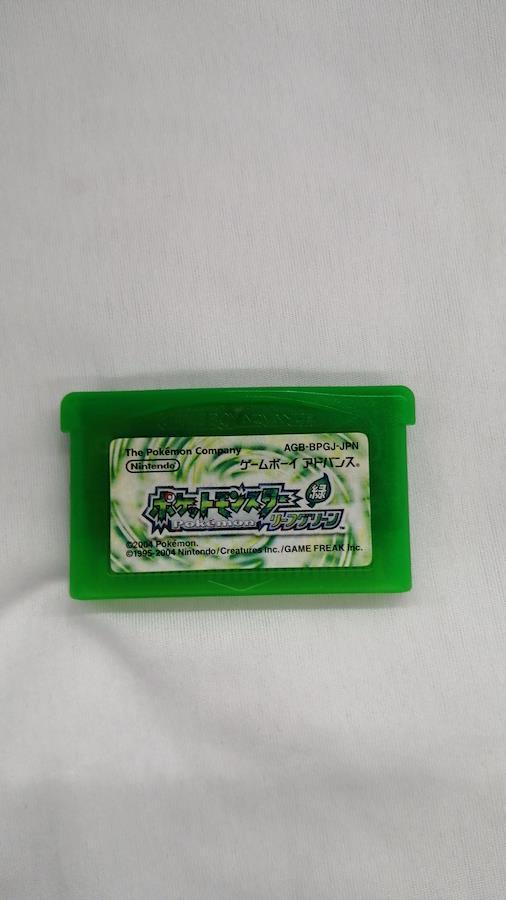 The Pokémon Company AGB-BPGJ-JPN
Nintendo® ゲームボーイ アドバンス®
ポケットモンスター 緑
Pokémon リーフグリーン™
©2004 Pokémon.
©1995-2004 Nintendo/Creatures Inc./GAME FREAK Inc.